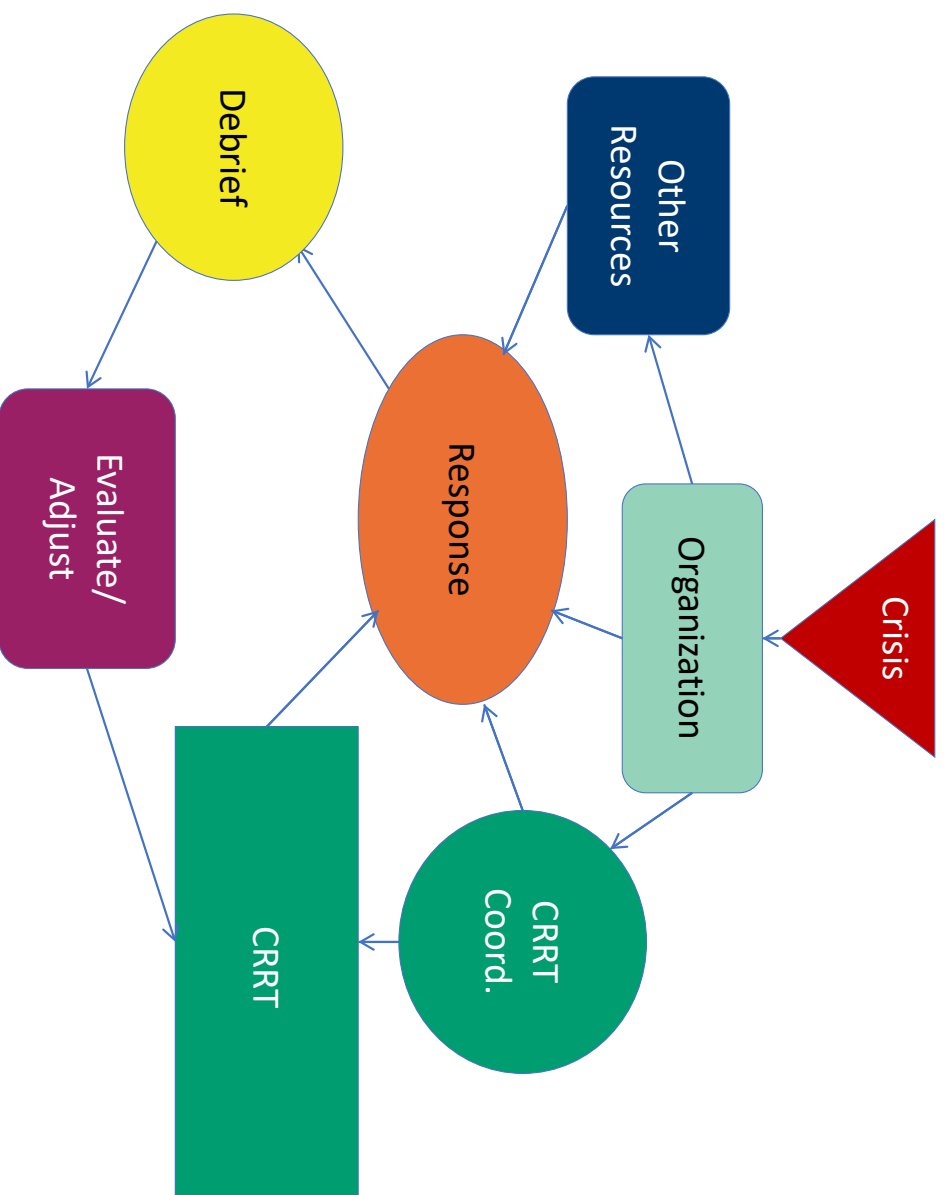 Crisis
Organization
Other
Resources
CRRT
Coord.
Response
CRRT
Debrief
Evaluate/
Adjust